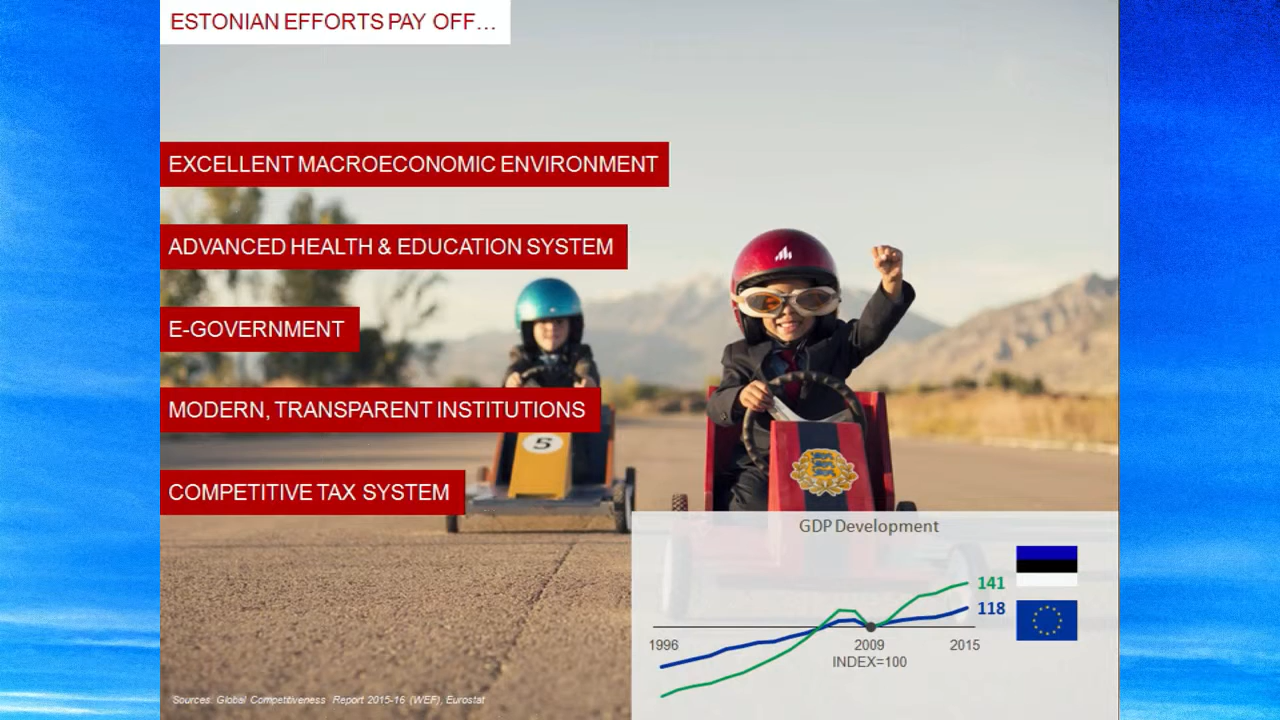 ESTONIAN EFFORTS PAY OFF...
EXCELLENT MACROECONOMIC ENVIRONMENT
ADVANCED HEALTH & EDUCATION SYSTEM
E-GOVERNMENT
MODERN, TRANSPARENT INSTITUTIONS
5
COMPETITIVE TAX SYSTEM
GDP Development
141
118
1996
2009
2015
INDEX=100
Sources: Global Competitiveness Report 2015-16 (WEF), Eurostat